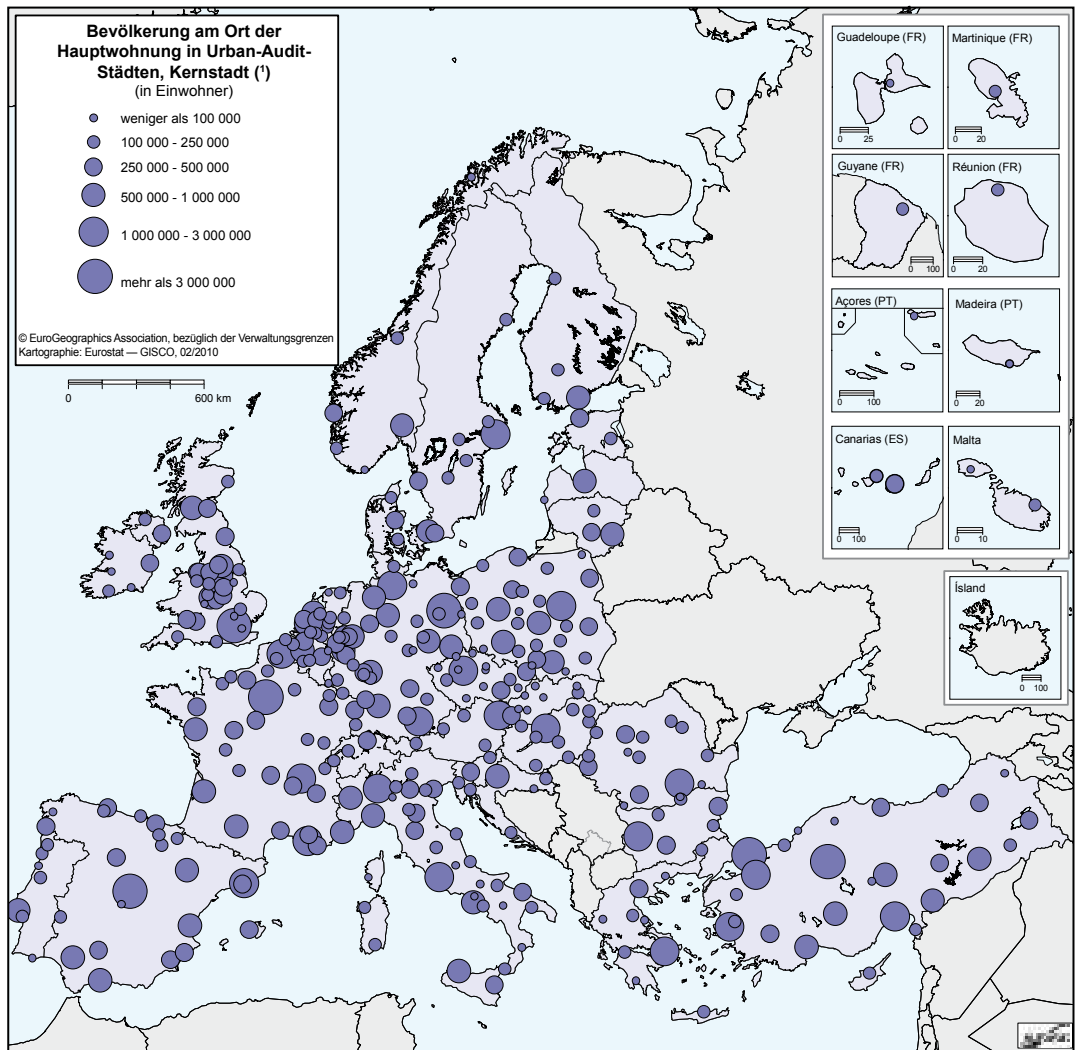 Bevölkerung am Ort der
Hauptwohnung in Urban-Audit-
Städten, Kernstadt (¹)
(in Einwohner)
weniger als 100 000
100 000 - 250 000
250 000 - 500 000
500 000 - 1 000 000
1 000 000 - 3 000 000
mehr als 3 000 000
© EuroGeographics Association, bezüglich der Verwaltungsgrenzen
Kartographie: Eurostat — GISCO, 02/2010
0 600 km
Guadeloupe (FR)
0 25
Martinique (FR)
0 20
Guyane (FR)
0 100
Réunion (FR)
0 20
Açores (PT)
0 100
Madeira (PT)
0 20
Canarias (ES)
0 100
Malta
0 10
Ísland
0 100